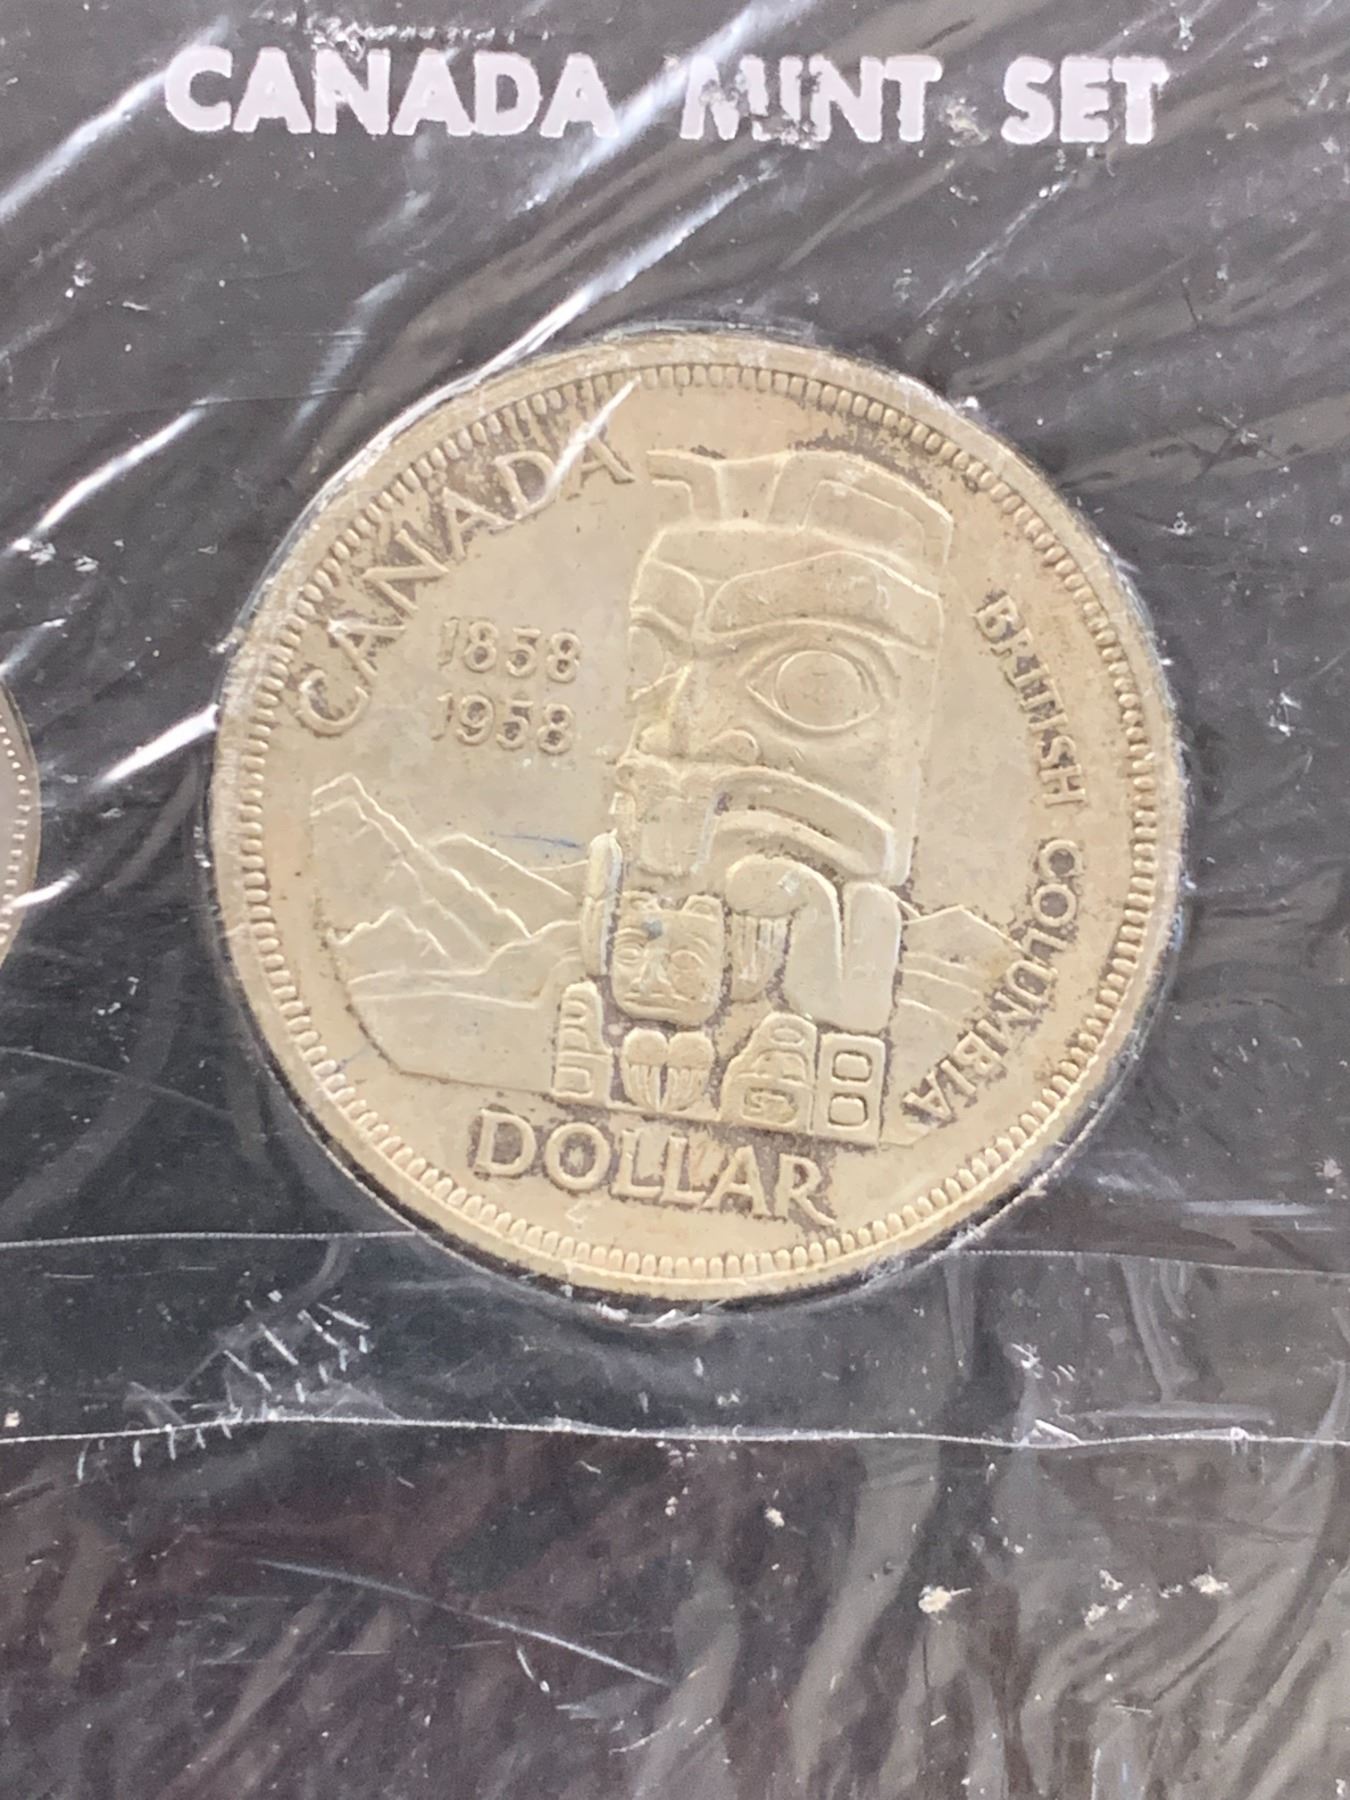 CANADA MINT SET
CANADA
1858
1958
BRITISH COLUMBIA
DOLLAR